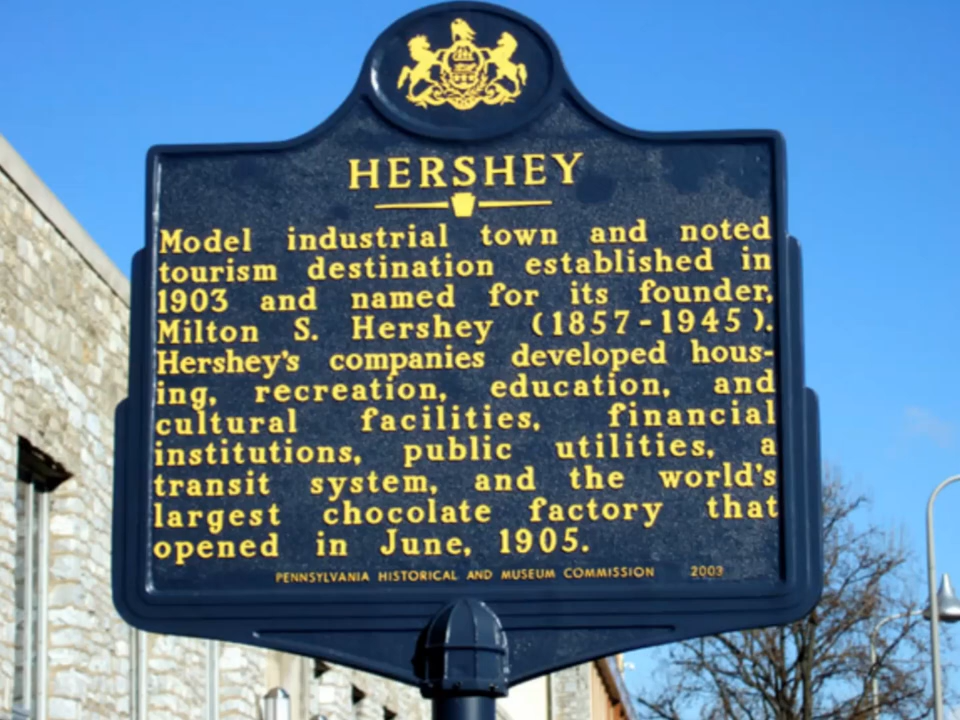 HERSHEY
Model industrial town and noted
tourism destination established in
1903 and named for its founder,
Milton S. Hershey (1857-1945).
Hershey's companies developed hous-
ing, recreation, education, and
cultural facilities, financial
institutions, public utilities, a
transit system, and the world's
largest chocolate factory that
opened in June, 1905.
PENNSYLVANIA HISTORICAL AND MUSEUM COMMISSION 2003